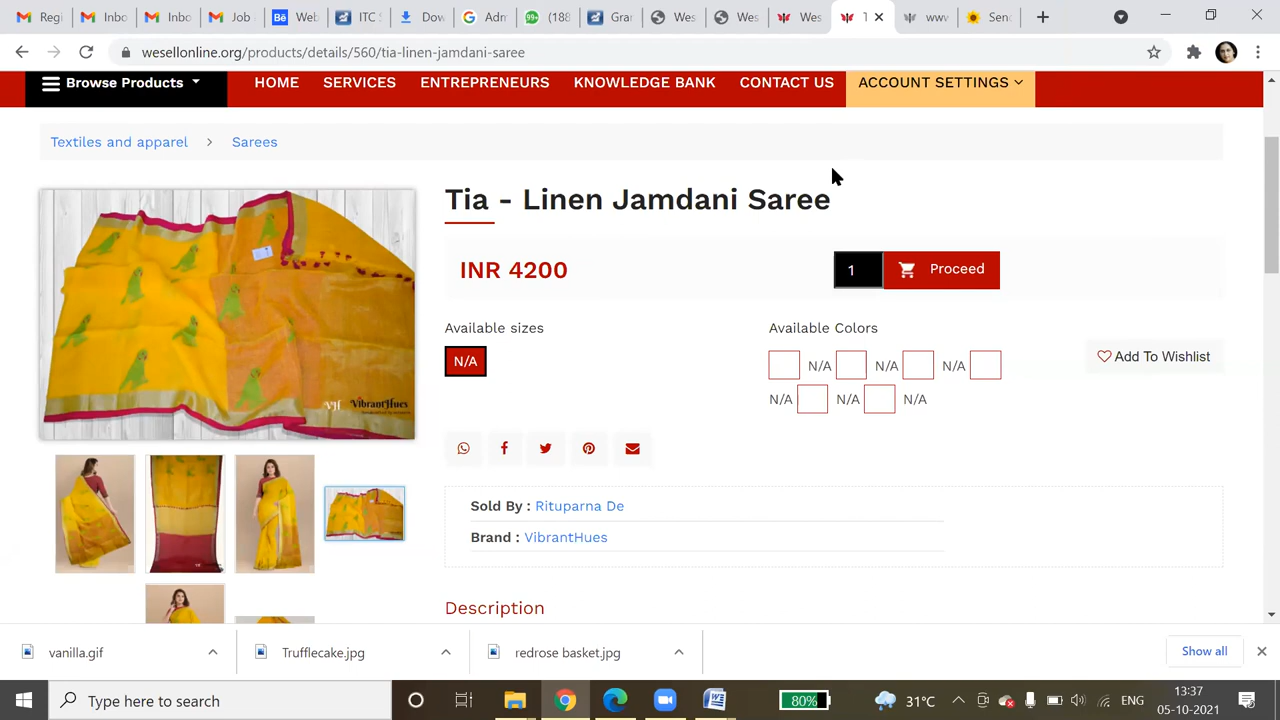 Regi
Inbo
Inbo
Job
Web
ITC
Dow
Adm
(188
Gran
Wes
Wes
Wes
T
www
Senc
wesellonline.org/products/details/560/tia-linen-jamdani-saree
Browse Products
HOME
SERVICES
ENTREPRENEURS
KNOWLEDGE BANK
CONTACT US
ACCOUNT SETTINGS
Textiles and apparel > Sarees
Tia - Linen Jamdani Saree
INR 4200
1
Proceed
Available sizes
Available Colors
N/A
N/A N/A N/A
N/A N/A N/A
Add To Wishlist
VH VibrantHues
Sold By : Rituparna De
Brand : VibrantHues
Description
vanilla.gif
Trufflecake.jpg
redrose basket.jpg
Show all
Type here to search
80%
31°C
ENG
13:37
05-10-2021